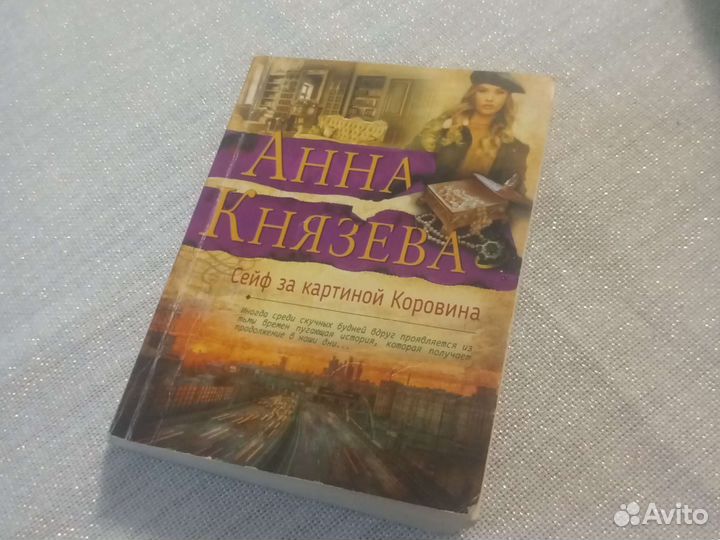 Анна
Князева
Сейф за картиной Коровина
Иногда среди скучных будней вдруг проявляется из
тьмы времен пугающая история, которая получает
продолжение в наши дни...
Avito